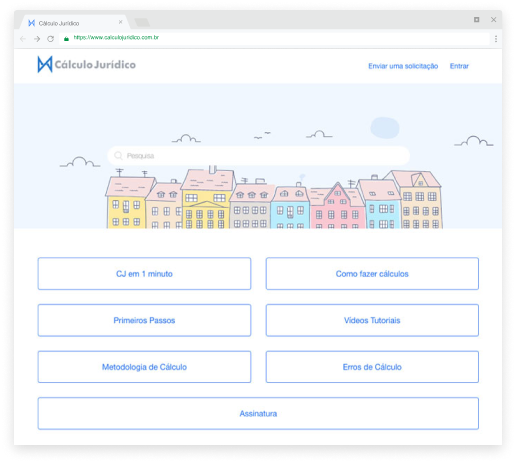 Cálculo Jurídico
https://www.calculojuridico.com.br
Cálculo Jurídico
Enviar uma solicitação Entrar
Pesquisa
CJ em 1 minuto Como fazer cálculos
Primeiros Passos Vídeos Tutoriais
Metodologia de Cálculo Erros de Cálculo
Assinatura